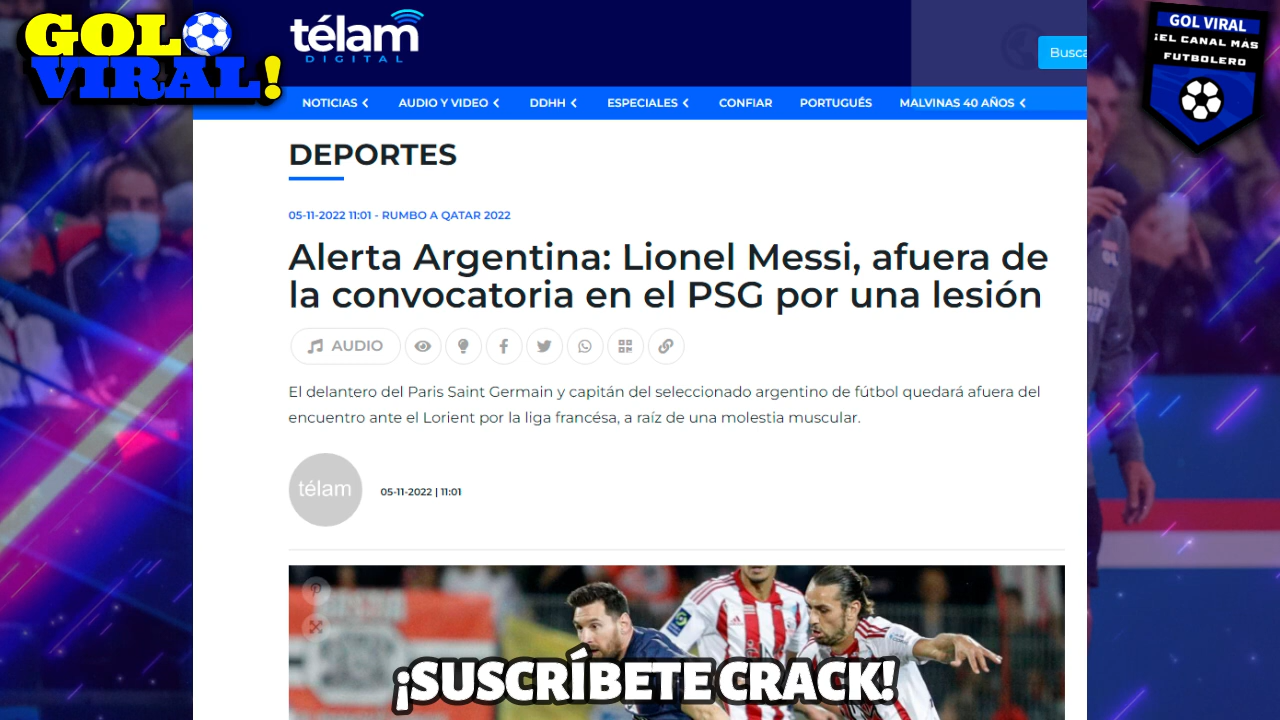 GOL
VIRAL!
télam
DIGITAL
GOL VIRAL
¡EL CANAL MÁS
FUTBOLERO
Busca
NOTICIAS
AUDIO Y VIDEO
DDHH
ESPECIALES
CONFIAR
PORTUGUÊS
MALVINAS 40 AÑOS
DEPORTES
05-11-2022 11:01 - RUMBO A QATAR 2022
Alerta Argentina: Lionel Messi, afuera de
la convocatoria en el PSG por una lesión
AUDIO
El delantero del Paris Saint Germain y capitán del seleccionado argentino de fútbol quedará afuera del
encuentro ante el Lorient por la liga francésa, a raíz de una molestia muscular.
télam
05-11-2022 | 11:01
¡SUSCRÍBETE CRACK!